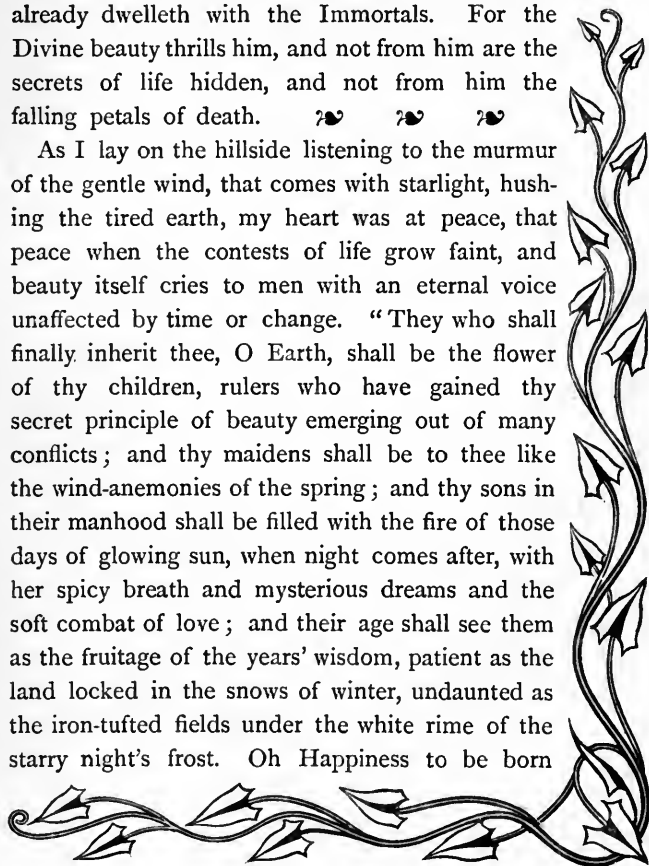 already dwelleth with the Immortals. For the
Divine beauty thrills him, and not from him are the
secrets of life hidden, and not from him the
falling petals of death. ❧ ❧ ❧
As I lay on the hillside listening to the murmur
of the gentle wind, that comes with starlight, hush-
ing the tired earth, my heart was at peace, that
peace when the contests of life grow faint, and
beauty itself cries to men with an eternal voice
unaffected by time or change. “They who shall
finally inherit thee, O Earth, shall be the flower
of thy children, rulers who have gained thy
secret principle of beauty emerging out of many
conflicts; and thy maidens shall be to thee like
the wind-anemonies of the spring; and thy sons in
their manhood shall be filled with the fire of those
days of glowing sun, when night comes after, with
her spicy breath and mysterious dreams and the
soft combat of love; and their age shall see them
as the fruitage of the years’ wisdom, patient as the
land locked in the snows of winter, undaunted as
the iron-tufted fields under the white rime of the
starry night’s frost. Oh Happiness to be born